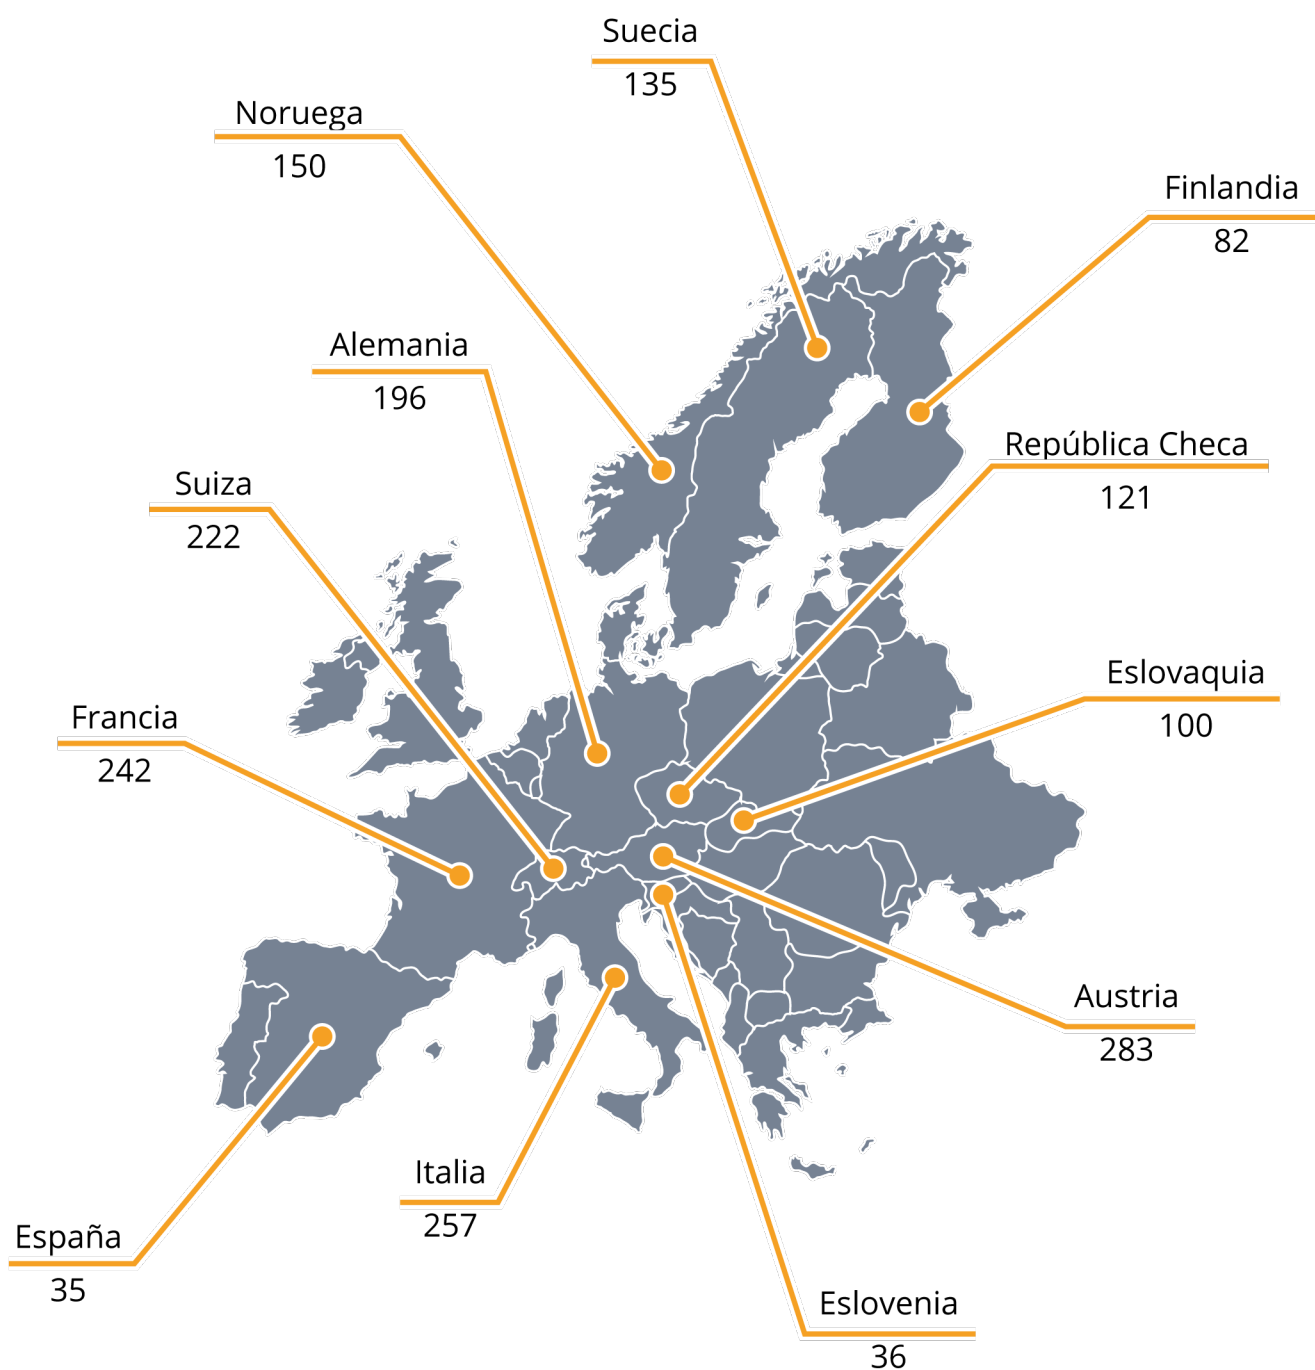 Suecia
135
Noruega
150
Finlandia
82
Alemania
196
República Checa
121
Suiza
222
Eslovaquia
100
Francia
242
Austria
283
Italia
257
España
35
Eslovenia
36